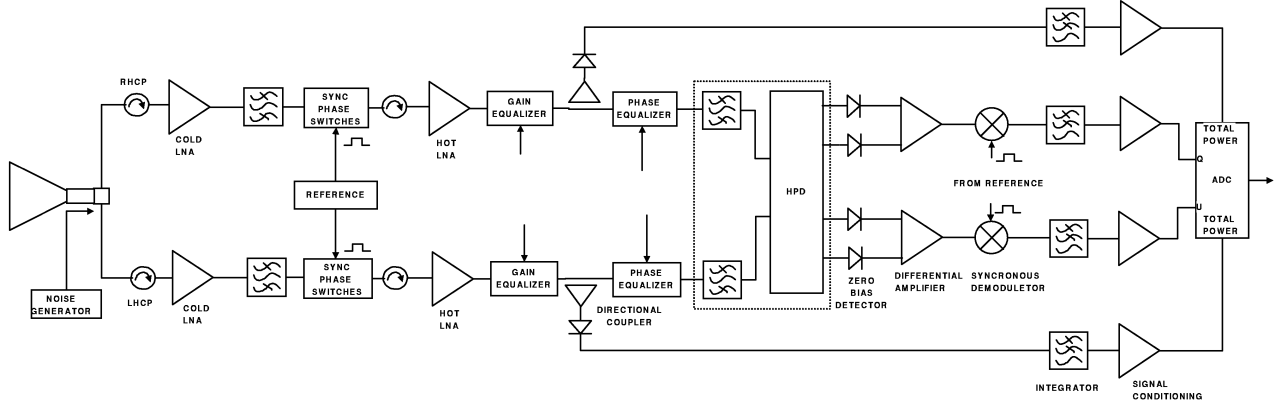 RHCP
COLD
LNA
SYNC
PHASE
SWITCHES
HOT
LNA
GAIN
EQUALIZER
PHASE
EQUALIZER
HPD
FROM REFERENCE
TOTAL
POWER
Q
ADC
U
TOTAL
POWER
REFERENCE
NOISE
GENERATOR
LHCP
COLD
LNA
SYNC
PHASE
SWITCHES
HOT
LNA
GAIN
EQUALIZER
PHASE
EQUALIZER
DIRECTIONAL
COUPLER
ZERO
BIAS
DETECTOR
DIFFERENTIAL
AMPLIFIER
SYNCRONOUS
DEMODULETOR
INTEGRATOR
SIGNAL
CONDITIONING